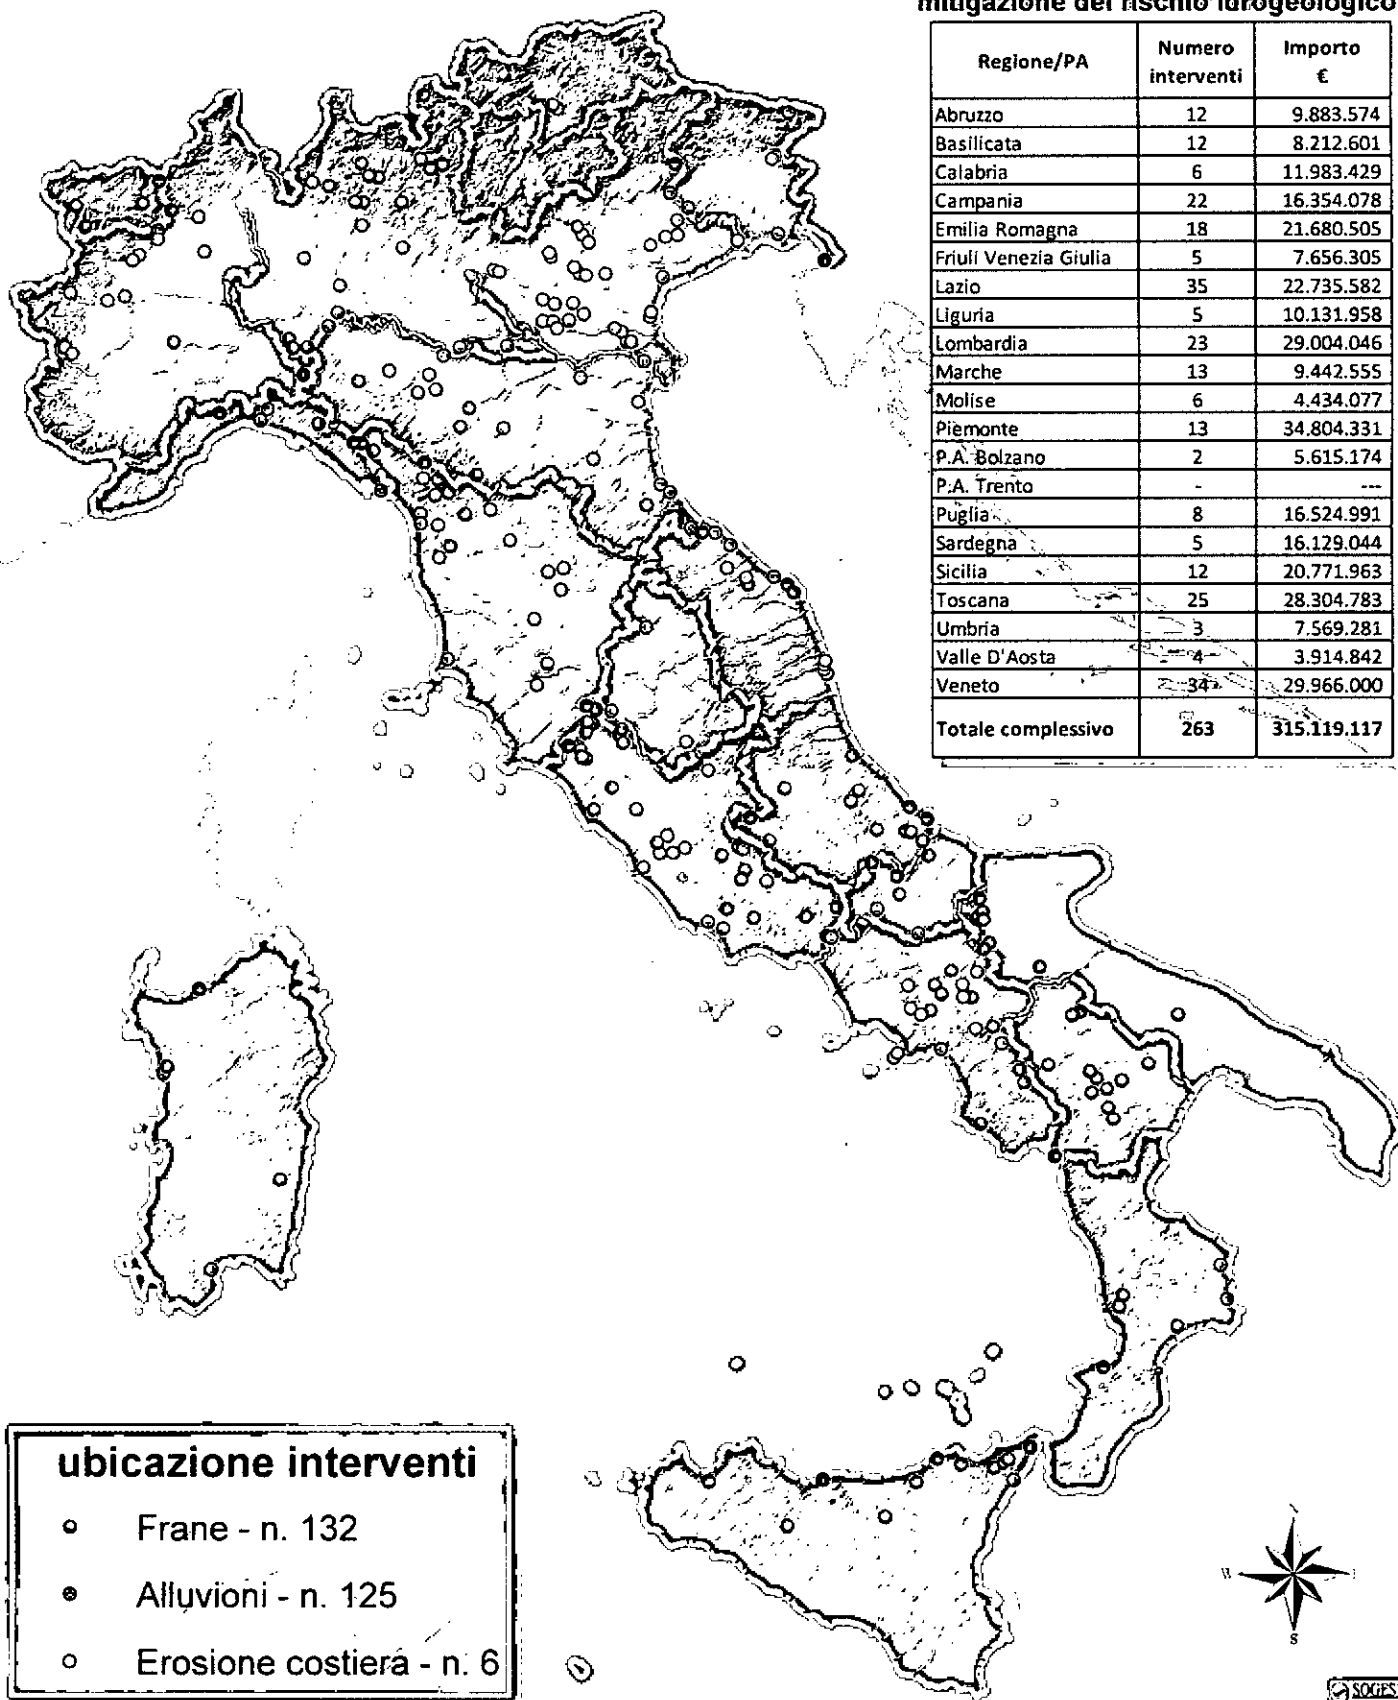 mitigazione del rischio idrogeologico
Regione/PA Numero interventi Importo €
Abruzzo 12 9.883.574
Basilicata 12 8.212.601
Calabria 6 11.983.429
Campania 22 16.354.078
Emilia Romagna 18 21.680.505
Friuli Venezia Giulia 5 7.656.305
Lazio 35 22.735.582
Liguria 5 10.131.958
Lombardia 23 29.004.046
Marche 13 9.442.555
Molise 6 4.434.077
Piemonte 13 34.804.331
P.A. Bolzano 2 5.615.174
P.A. Trento - ---
Puglia 8 16.524.991
Sardegna 5 16.129.044
Sicilia 12 20.771.963
Toscana 25 28.304.783
Umbria 3 7.569.281
Valle D'Aosta 4 3.914.842
Veneto 34 29.966.000
Totale complessivo 263 315.119.117
ubicazione interventi
Frane - n. 132
Alluvioni - n. 125
Erosione costiera - n. 6
W
S
SOGES